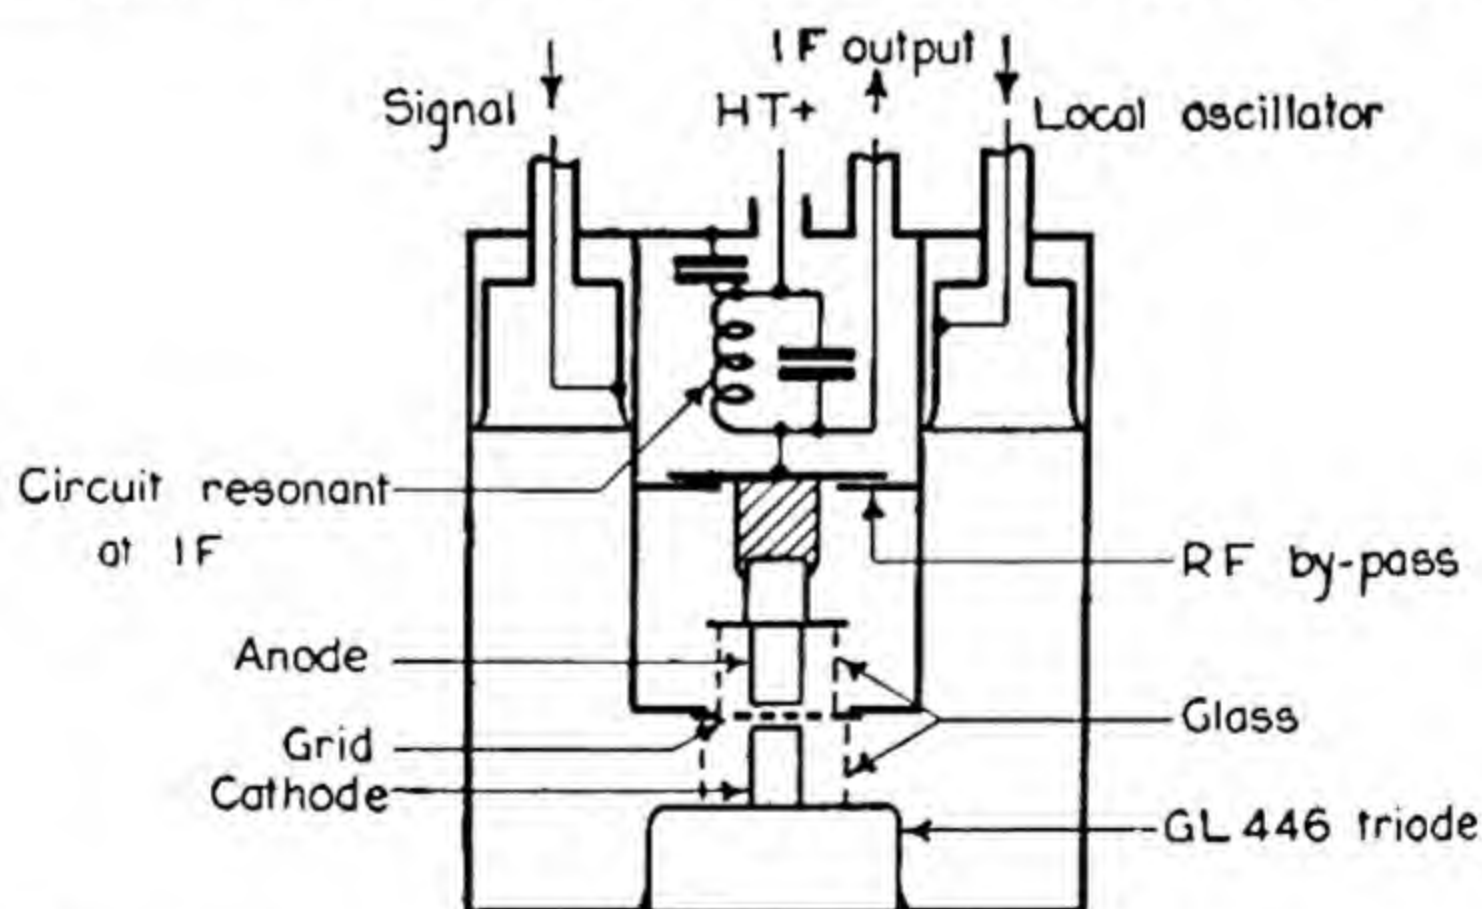 IF output
Signal
HT+
Local oscillator
Circuit resonant
at IF
RF by-pass
Anode
Glass
Grid
Cathode
GL 446 triode